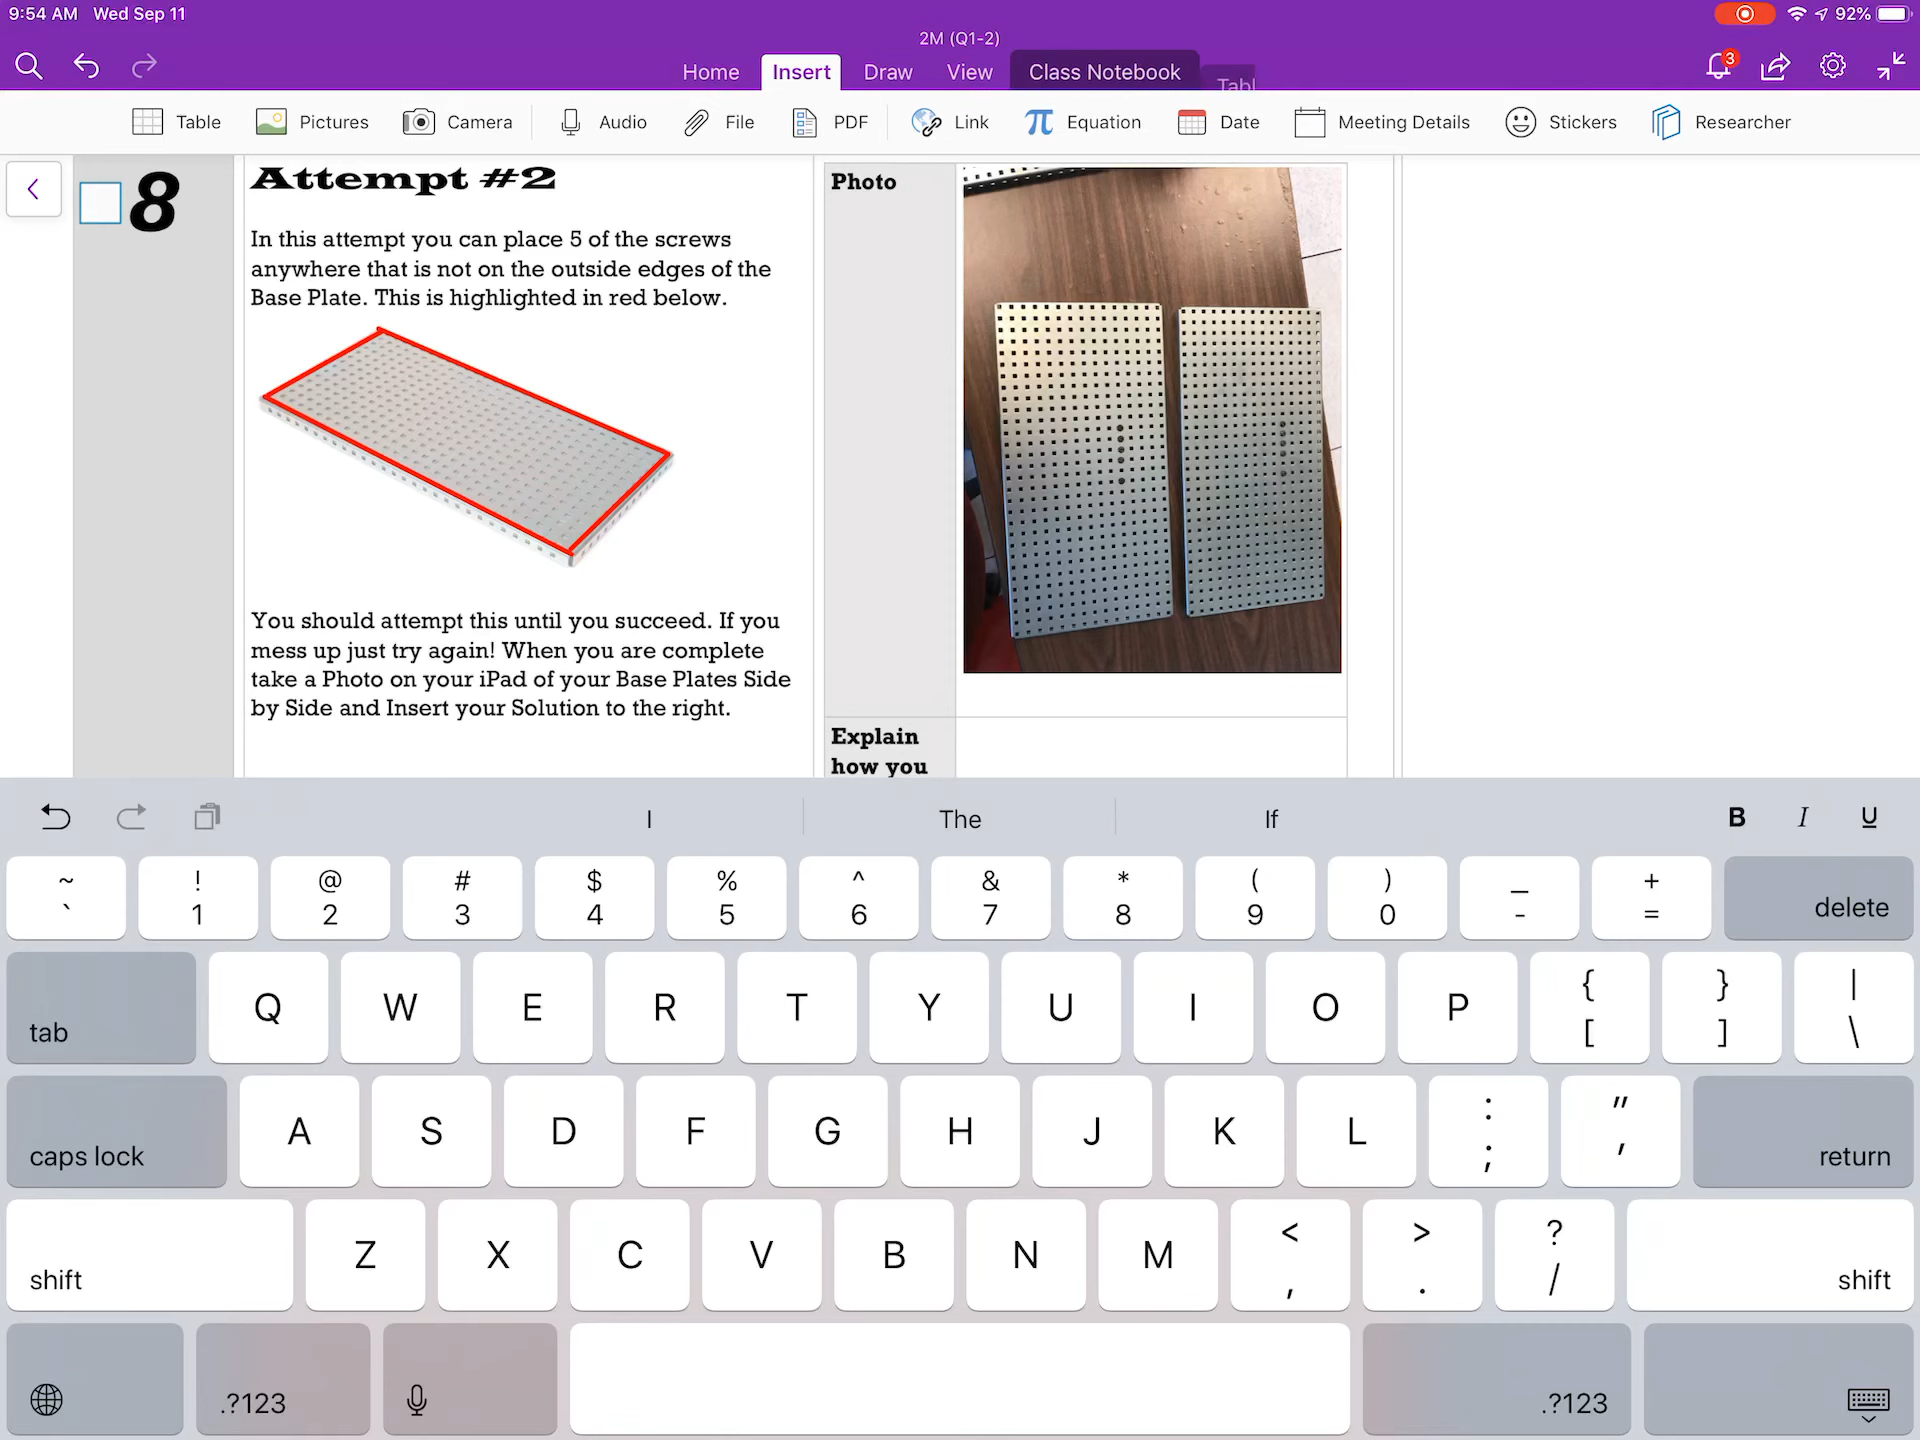 9:54 AM Wed Sep 11
92%
2M (Q1-2)
Home Insert Draw View Class Notebook Tabl
3
Table Pictures Camera Audio File PDF Link Equation Date Meeting Details Stickers Researcher
8
Attempt #2
In this attempt you can place 5 of the screws
anywhere that is not on the outside edges of the
Base Plate. This is highlighted in red below.
You should attempt this until you succeed. If you
mess up just try again! When you are complete
take a Photo on your iPad of your Base Plates Side
by Side and Insert your Solution to the right.
Photo
Explain
how you
I The If B I U
~ ! @ # $ % ^ & * ( ) _ +
` 1 2 3 4 5 6 7 8 9 0 - = delete
tab Q W E R T Y U I O P { [ } ] | \
caps lock A S D F G H J K L : ; " ' return
shift Z X C V B N M < , > . ? / shift
.?123 .?123